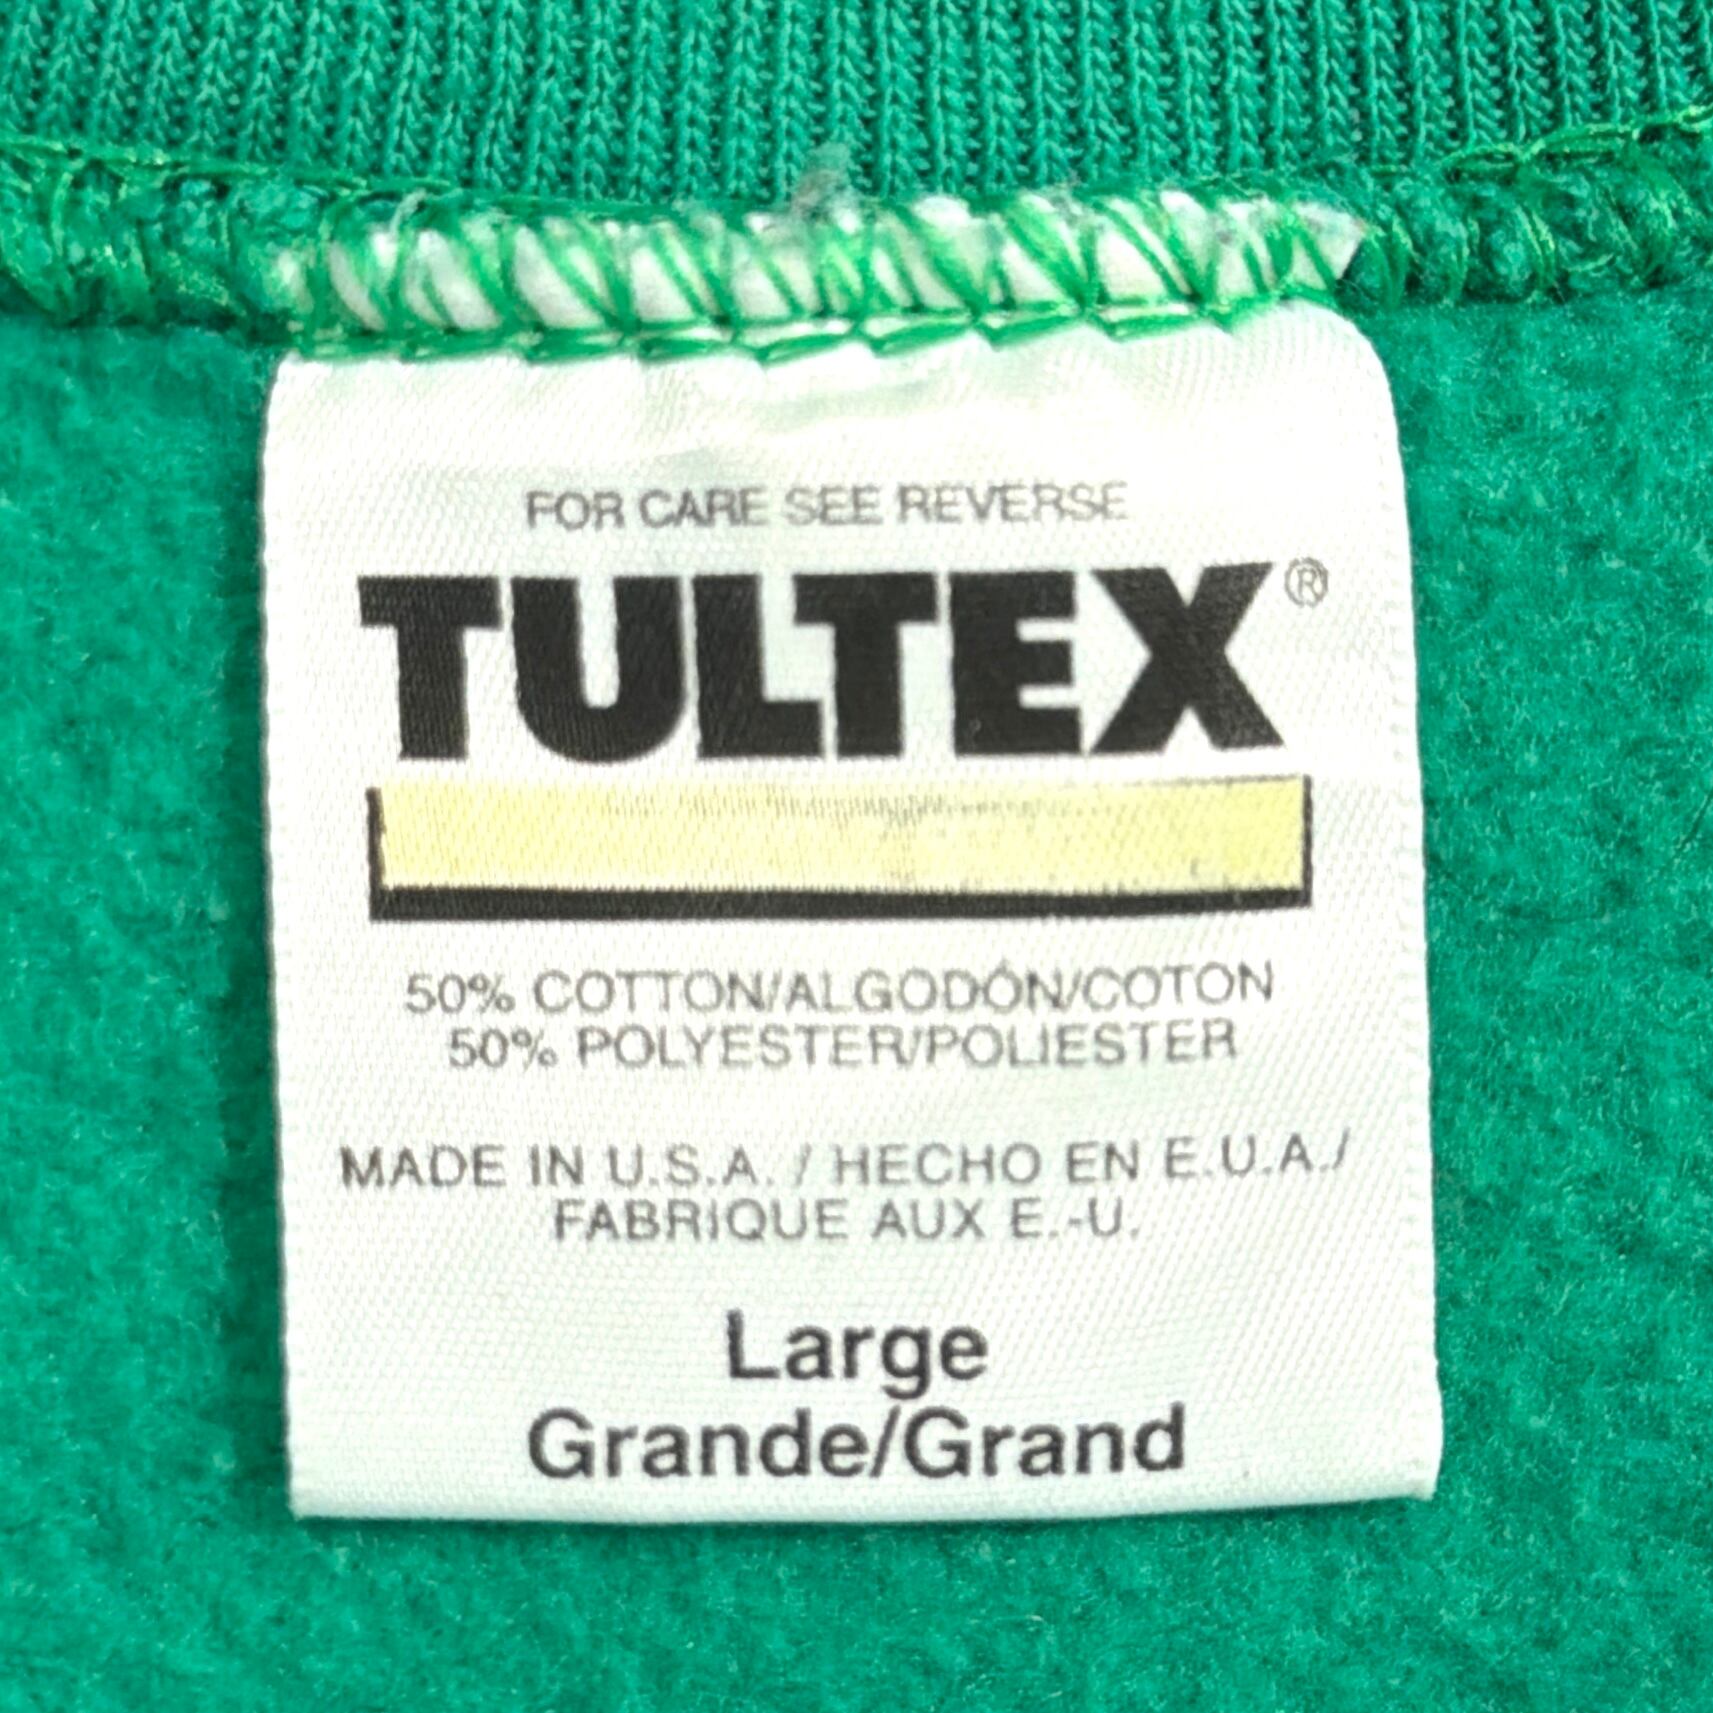 FOR CARE SEE REVERSE
TULTEX®
50% COTTON/ALGODÓN/COTON
50% POLYESTER/POLIESTER
MADE IN U.S.A. / HECHO EN E.U.A./
FABRIQUE AUX E.-U.
Large
Grande/Grand